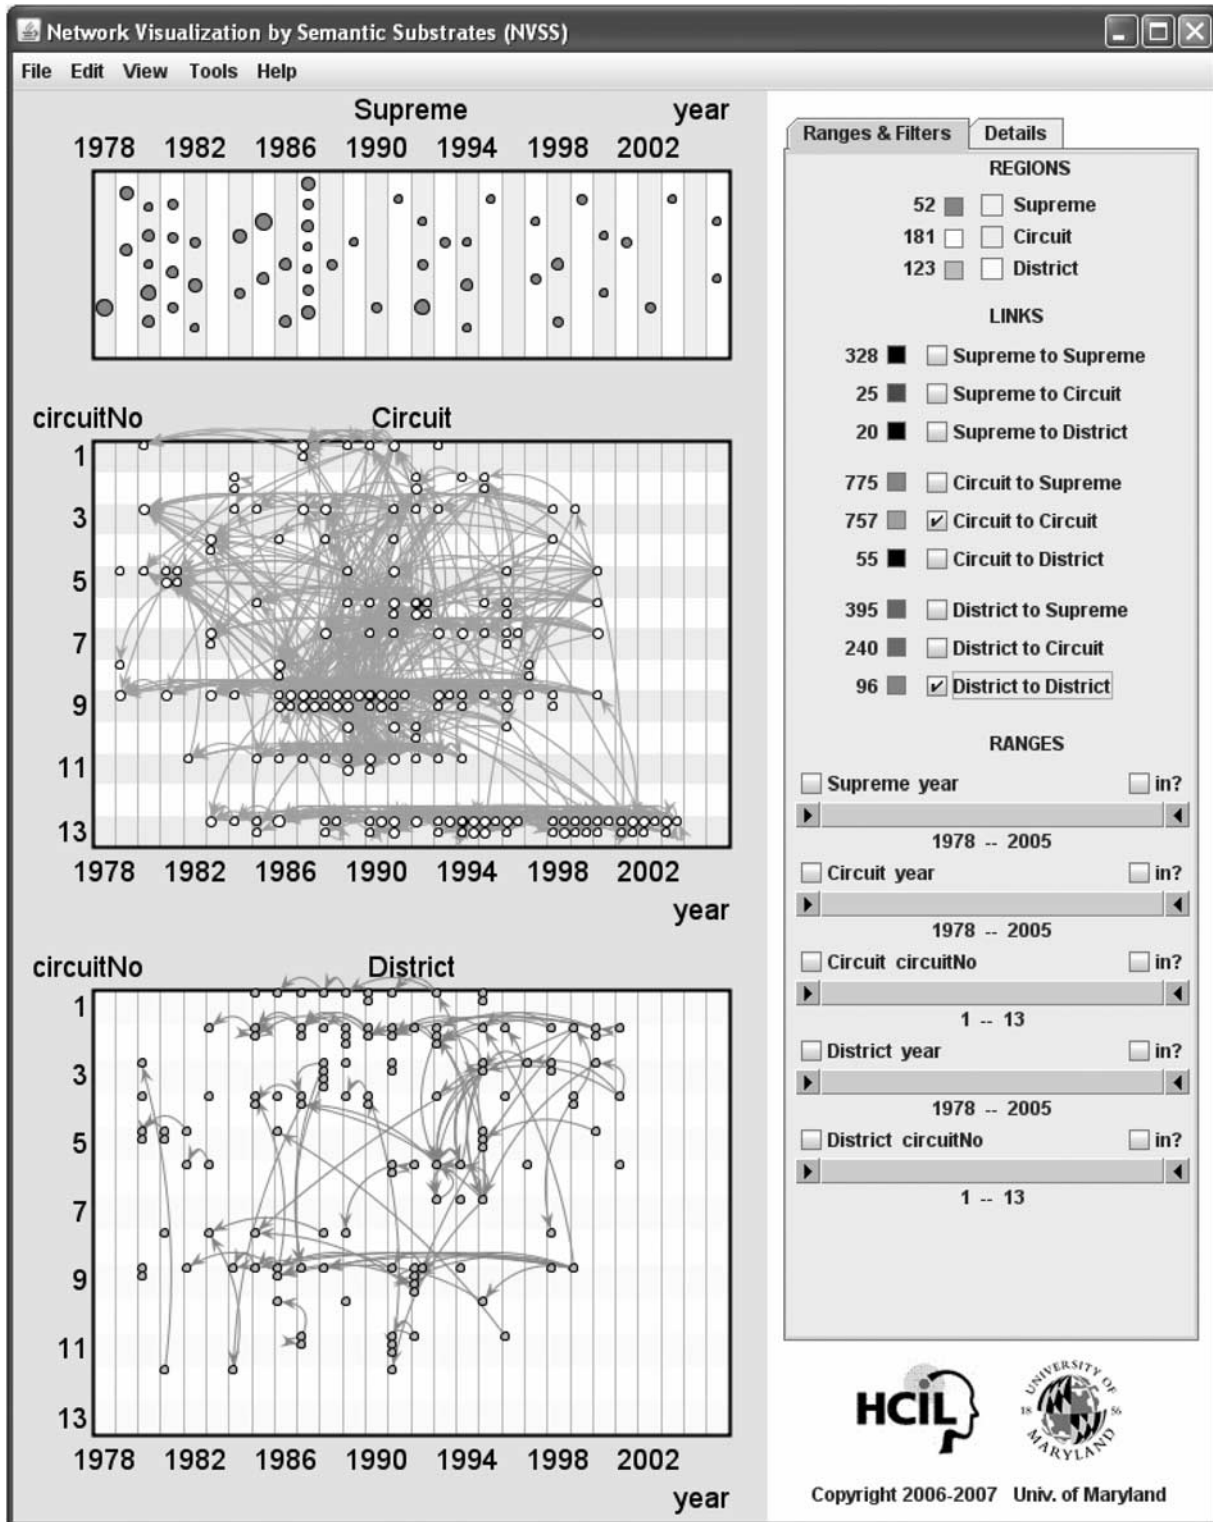 Network Visualization by Semantic Substrates (NVSS)
File Edit View Tools Help
Supreme year
1978 1982 1986 1990 1994 1998 2002
circuitNo Circuit
1
3
5
7
9
11
13
1978 1982 1986 1990 1994 1998 2002
year
circuitNo District
1
3
5
7
9
11
13
1978 1982 1986 1990 1994 1998 2002
year
Ranges & Filters Details
REGIONS
52 Supreme
181 Circuit
123 District
LINKS
328 Supreme to Supreme
25 Supreme to Circuit
20 Supreme to District
775 Circuit to Supreme
757 Circuit to Circuit
55 Circuit to District
395 District to Supreme
240 District to Circuit
96 District to District
RANGES
Supreme year in?
1978 -- 2005
Circuit year in?
1978 -- 2005
Circuit circuitNo in?
1 -- 13
District year in?
1978 -- 2005
District circuitNo in?
1 -- 13
HCIL
UNIVERSITY OF
18 56
MARYLAND
Copyright 2006-2007 Univ. of Maryland